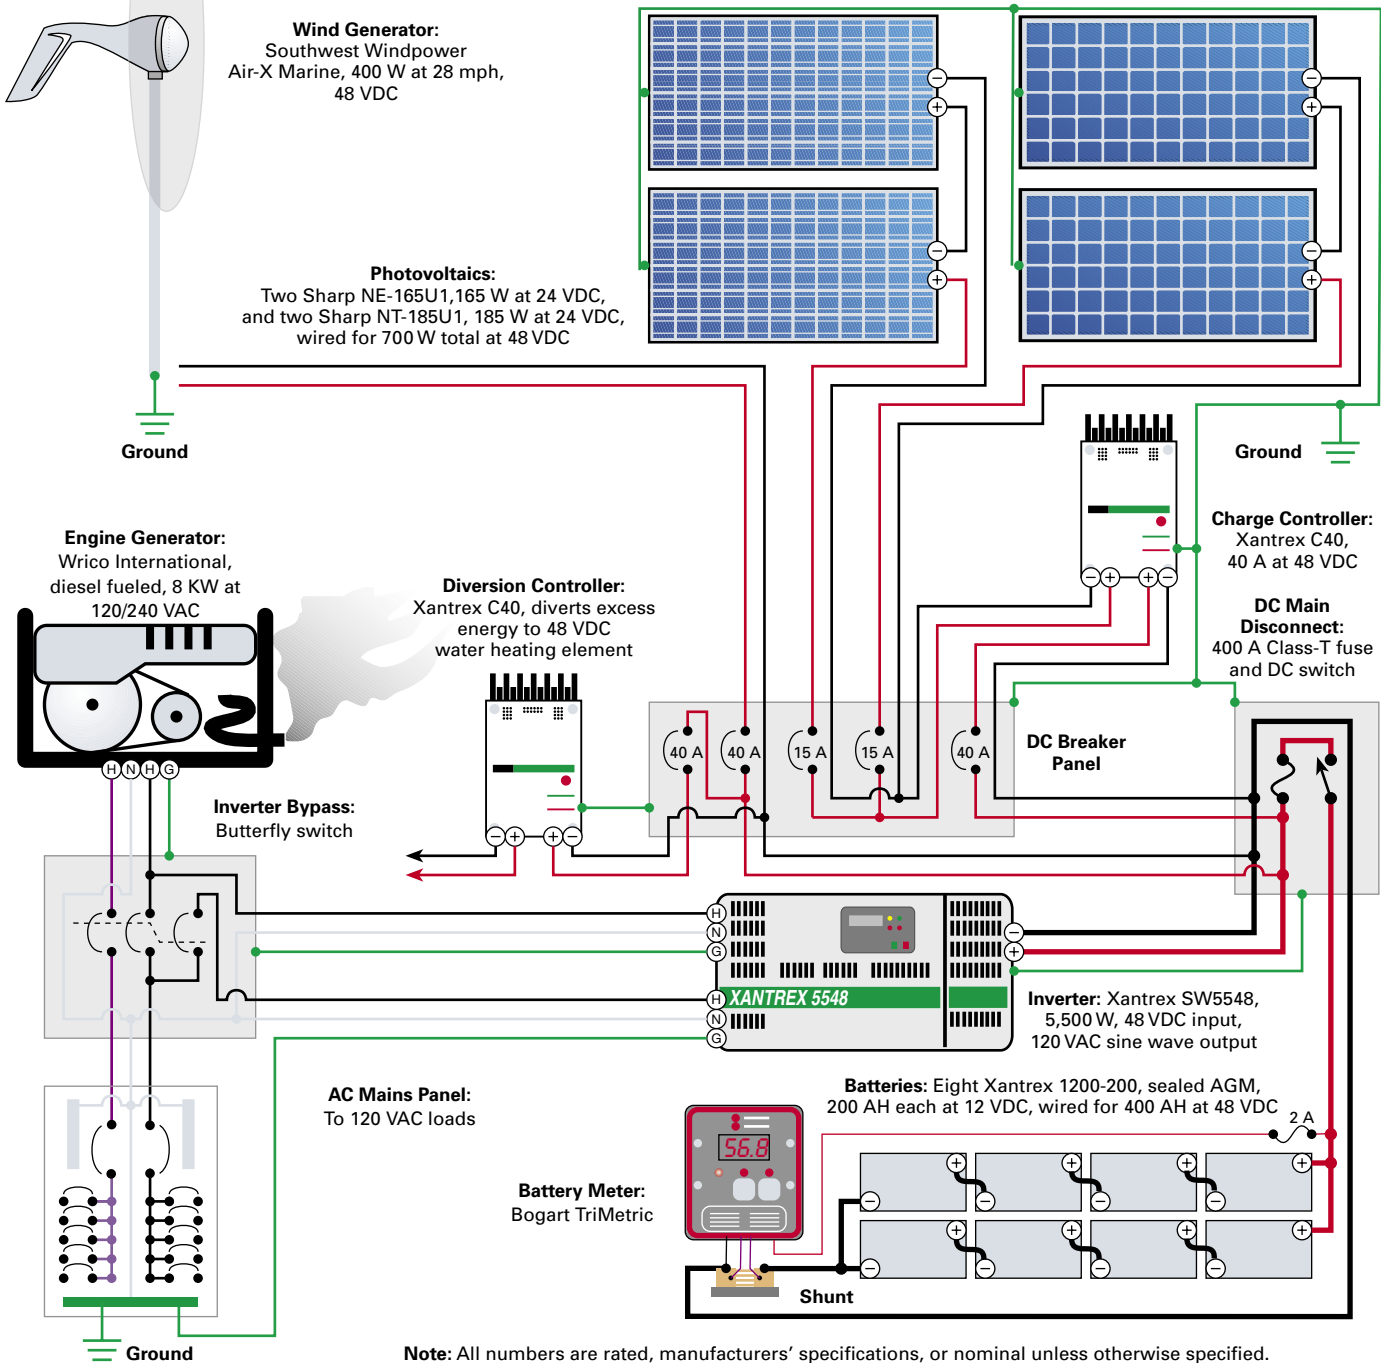 Wind Generator:
Southwest Windpower
Air-X Marine, 400 W at 28 mph,
48 VDC
−
+
−
+
−
+
−
+
Photovoltaics:
Two Sharp NE-165U1,165 W at 24 VDC,
and two Sharp NT-185U1, 185 W at 24 VDC,
wired for 700 W total at 48 VDC
Ground
Ground
Charge Controller:
Xantrex C40,
40 A at 48 VDC
− + + −
Engine Generator:
Wrico International,
diesel fueled, 8 KW at
120/240 VAC
H N H G
Diversion Controller:
Xantrex C40, diverts excess
energy to 48 VDC
water heating element
− + + −
DC Main
Disconnect:
400 A Class-T fuse
and DC switch
40 A 40 A 15 A 15 A 40 A
DC Breaker
Panel
Inverter Bypass:
Butterfly switch
H
N
G
H
N
G
−
+
XANTREX 5548
Inverter: Xantrex SW5548,
5,500 W, 48 VDC input,
120 VAC sine wave output
AC Mains Panel:
To 120 VAC loads
Batteries: Eight Xantrex 1200-200, sealed AGM,
200 AH each at 12 VDC, wired for 400 AH at 48 VDC
2 A
56.8
Battery Meter:
Bogart TriMetric
+ + + +
− − − −
+ + + +
− − − −
Shunt
Ground
Note: All numbers are rated, manufacturers’ specifications, or nominal unless otherwise specified.